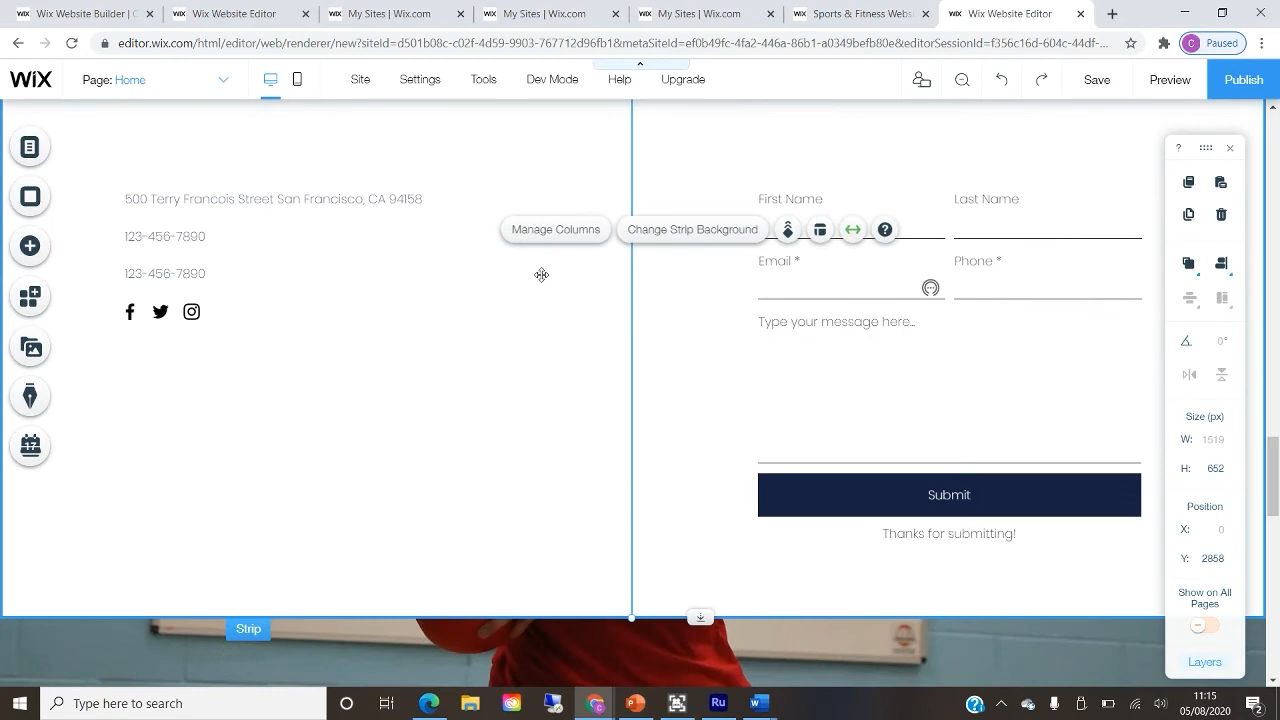 Wix Website Builder | C
Wix Website Editor
My Sites | Wix.com
My Sites | Wix.com
My Sites | Wix.com
Sports & Fitness Websi
Wix Website Editor
editor.wix.com/html/editor/web/renderer/new?siteId=d501b08c-c02f-4d59-9903-767712d96fb1&metaSiteId=ef0b49fc-4fa2-446a-86b1-a0349befb80e&editorSessionId=f356c16d-604c-44df-...
C
Paused
WiX
Page: Home
Site
Settings
Tools
Dev Mode
Help
Upgrade
Save
Preview
Publish
500 Terry Francois Street San Francisco, CA 94158
123-456-7890
123-456-7890
Manage Columns
Change Strip Background
?
First Name
Last Name
Email *
Phone *
Type your message here...
Submit
Thanks for submitting!
Strip
17
?
0°
Size (px)
W: 1519
H: 652
Position
X: 0
Y: 2858
Show on All
Pages
Layers
Type here to search
Ru
11:15
05/08/2020